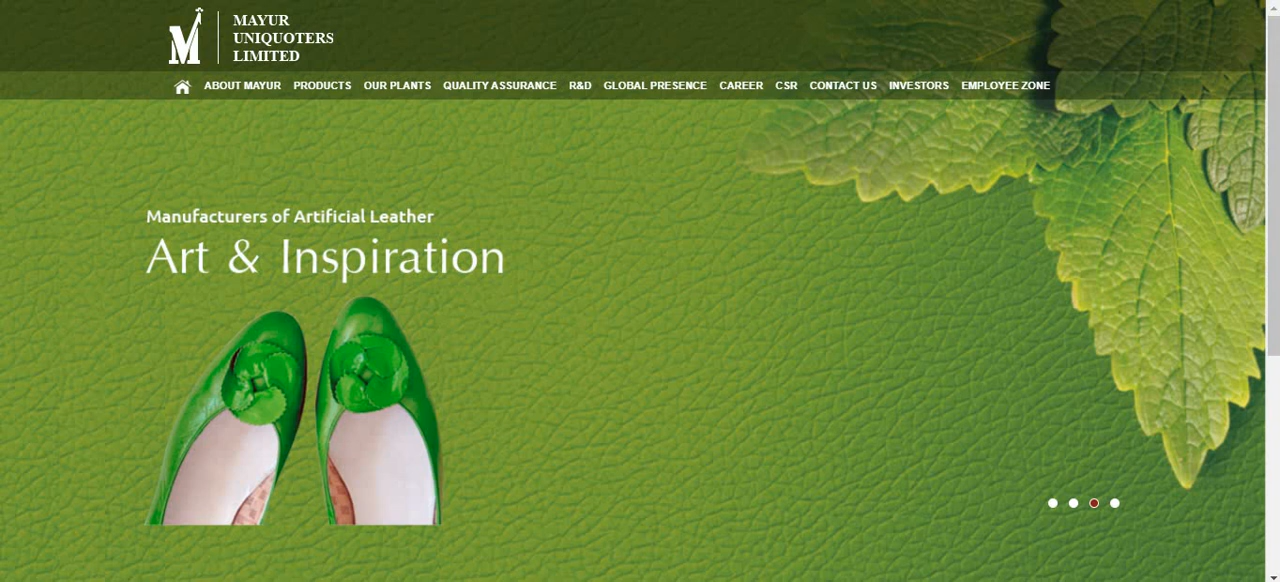 MAYUR
UNIQUOTERS
LIMITED
ABOUT MAYUR PRODUCTS OUR PLANTS QUALITY ASSURANCE R&D GLOBAL PRESENCE CAREER CSR CONTACT US INVESTORS EMPLOYEE ZONE
Manufacturers of Artificial Leather
Art & Inspiration